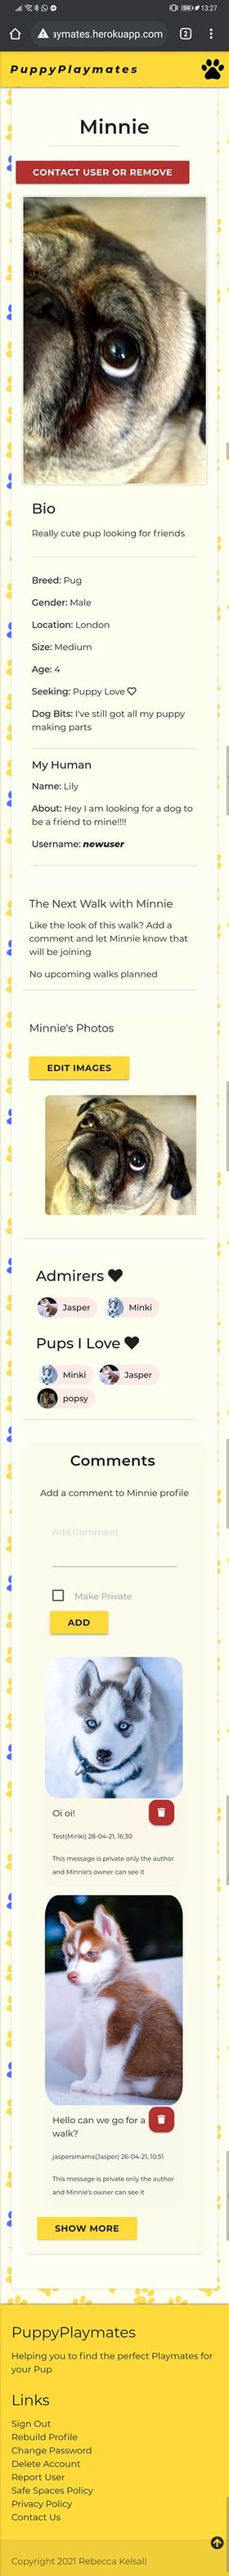 13:27
aymates.herokuapp.com
2
PuppyPlaymates
Minnie
CONTACT USER OR REMOVE
Bio
Really cute pup looking for friends
Breed: Pug
Gender: Male
Location: London
Size: Medium
Age: 4
Seeking: Puppy Love
Dog Bits: I've still got all my puppy
making parts
My Human
Name: Lily
About: Hey I am looking for a dog to
be a friend to mine!!!!
Username: newuser
The Next Walk with Minnie
Like the look of this walk? Add a
comment and let Minnie know that
will be joining
No upcoming walks planned
Minnie's Photos
EDIT IMAGES
Admirers
Jasper
Minki
Pups I Love
Minki
Jasper
popsy
Comments
Add a comment to Minnie profile
Add Comment
Make Private
ADD
Oi oi!
Test(Minki) 28-04-21, 16:30
This message is private only the author
and Minnie's owner can see it
Hello can we go for a
walk?
jaspersmama(Jasper) 26-04-21, 10:51
This message is private only the author
and Minnie's owner can see it
SHOW MORE
PuppyPlaymates
Helping you to find the perfect Playmates for
your Pup
Links
Sign Out
Rebuild Profile
Change Password
Delete Account
Report User
Safe Spaces Policy
Privacy Policy
Contact Us
Copyright 2021 Rebecca Kelsall